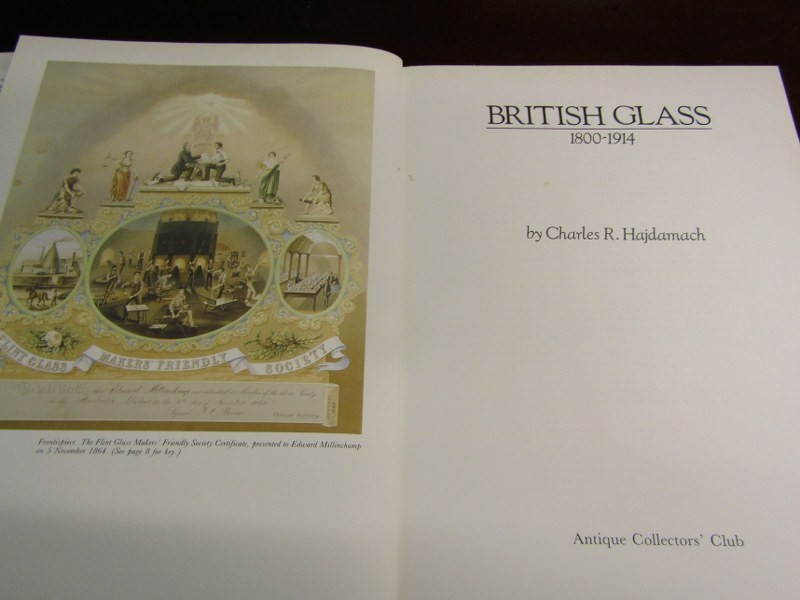 FLINT GLASS MAKERS' FRIENDLY SOCIETY
Frontispiece. The Flint Glass Makers' Friendly Society Certificate, presented to Edward Millinchamp
on 5 November 1864. (See page 8 for key.)
BRITISH GLASS
1800-1914
by Charles R. Hajdamach
Antique Collectors' Club